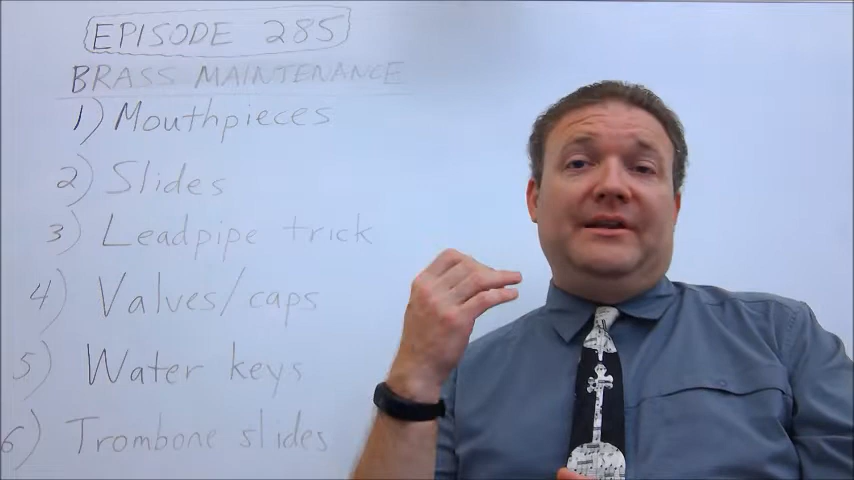 EPISODE 285
BRASS MAINTENANCE
1) Mouthpieces
2) Slides
3) Leadpipe trick
4) Valves/caps
5) Water keys
6) Trombone slides